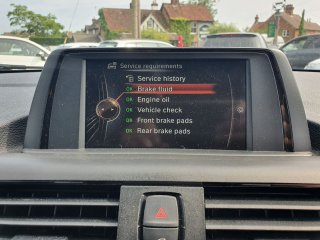 Service requirements
Service history
OK Brake fluid
OK Engine oil
OK Vehicle check
OK Front brake pads
OK Rear brake pads